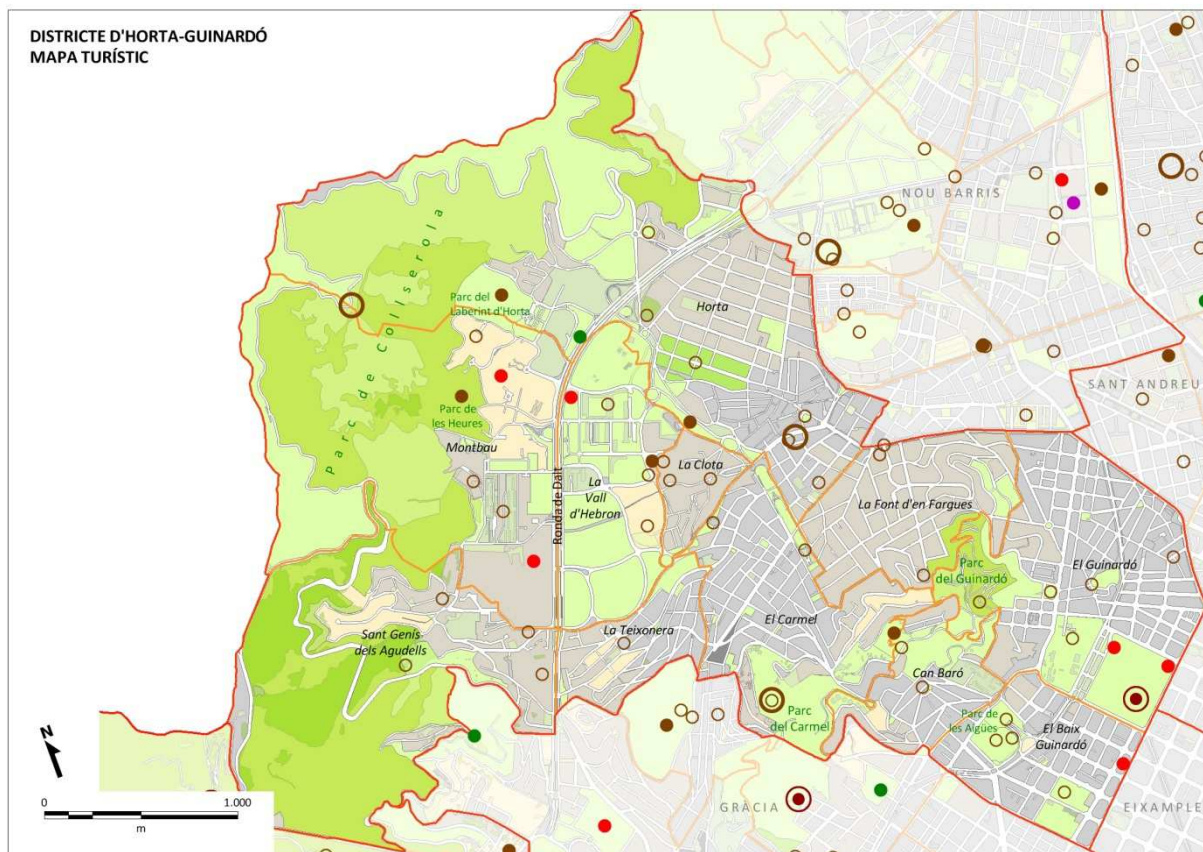 DISTRICTE D'HORTA-GUINARDÓ
MAPA TURÍSTIC
NOU BARRIS
Parc de Collserola
Parc del
Laberint d'Horta
Horta
SANT ANDREU
Parc de
les Heures
Montbau
Ronda de Dalt
La Clota
La
Vall
d'Hebron
La Font d'en Fargues
Parc
del Guinardó
El Guinardó
Sant Genís
dels Agudells
La Teixonera
El Carmel
Can Baró
Parc
del Carmel
Parc de
les Aigües
El Baix
Guinardó
N
0
1.000
m
GRÀCIA
EIXAMPLE